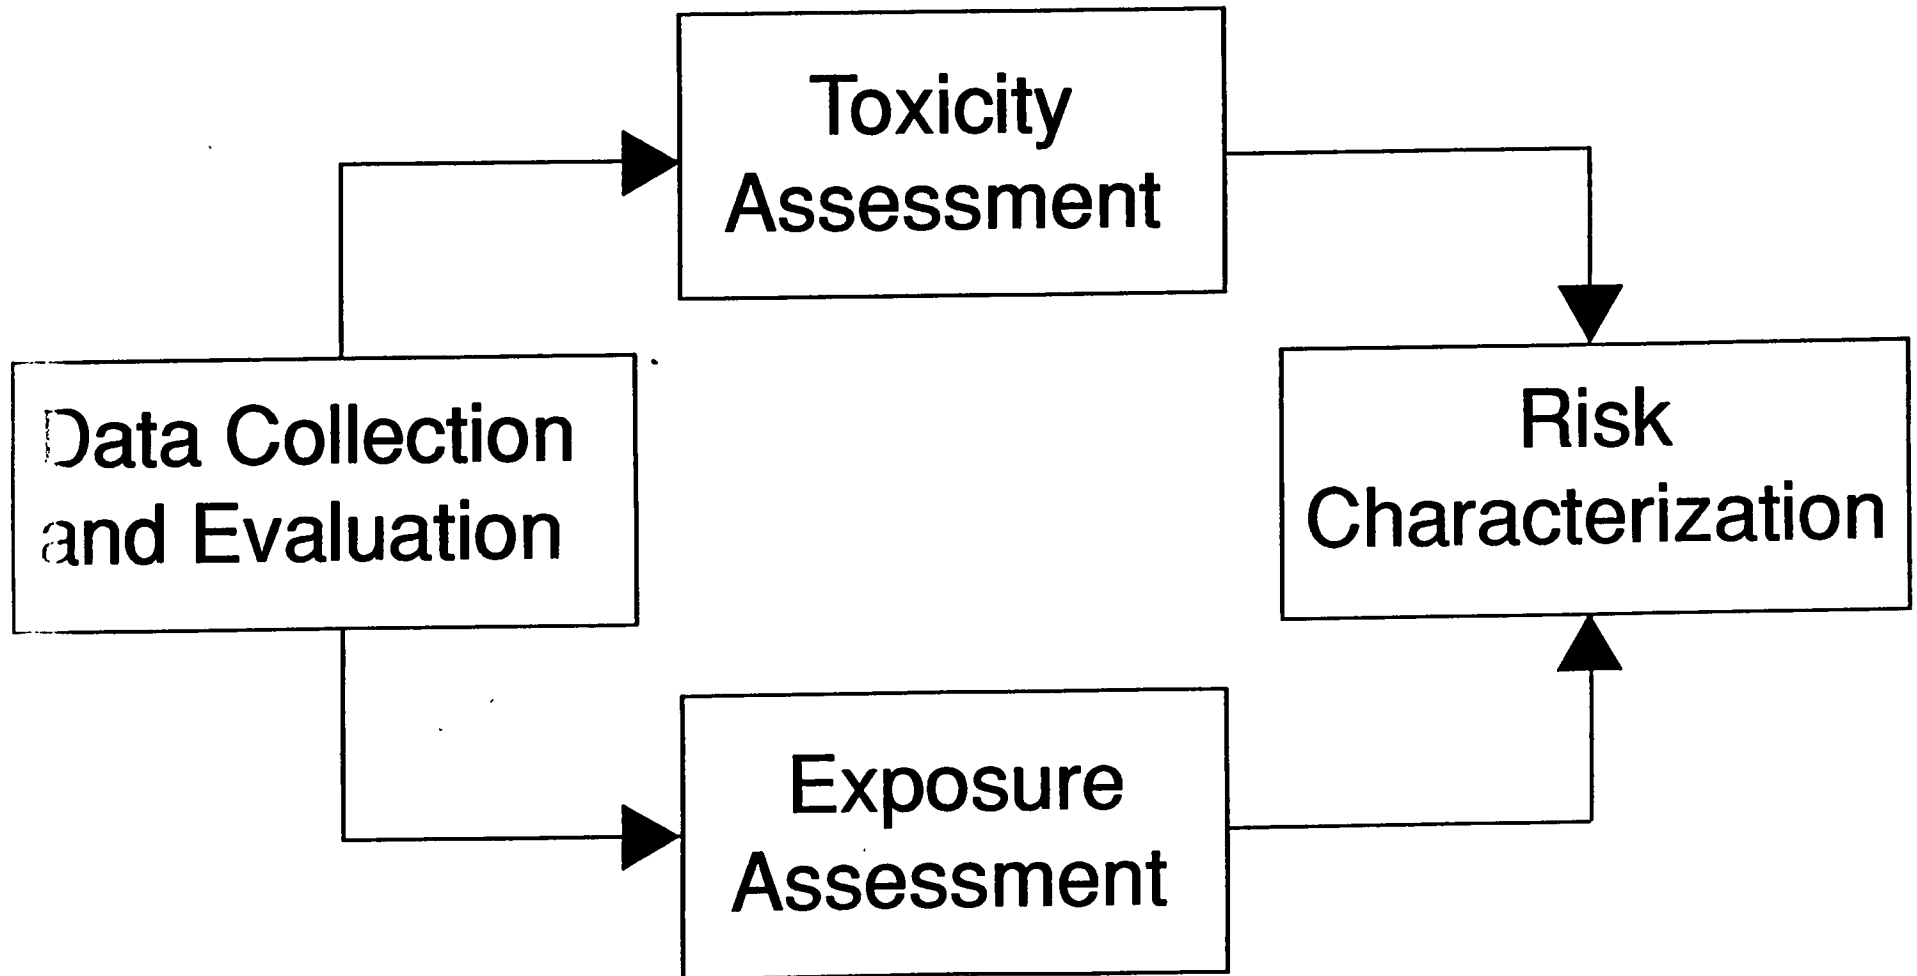 Toxicity
Assessment
Data Collection
and Evaluation
Risk
Characterization
Exposure
Assessment